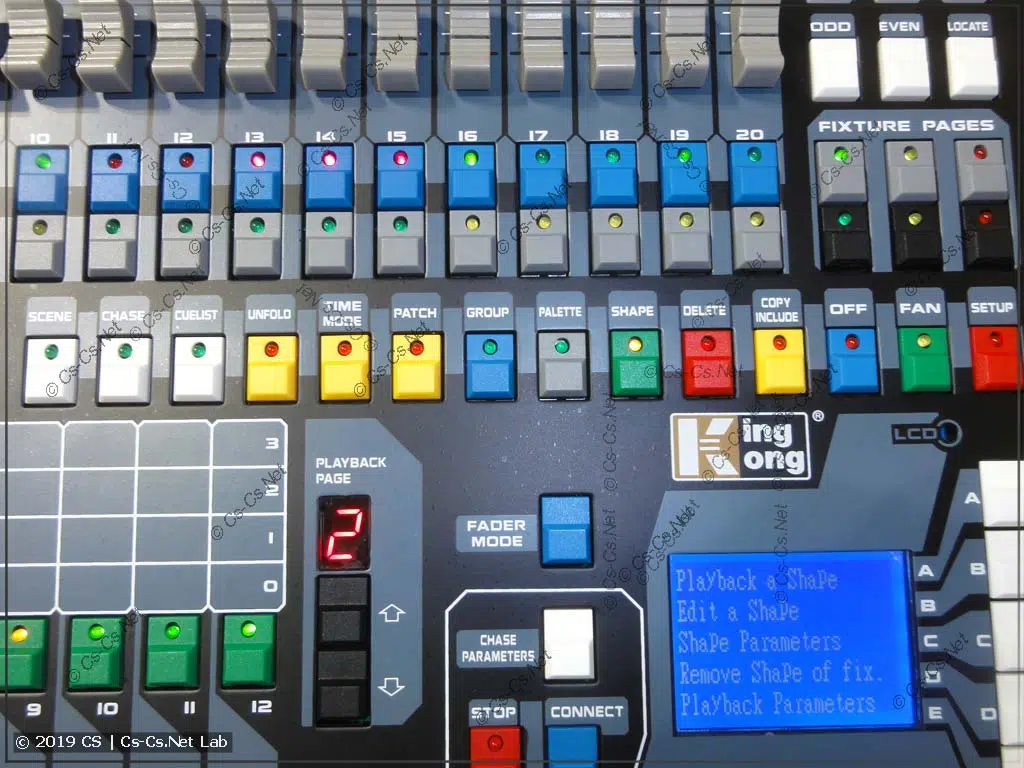 ODD EVEN LOCATE
10 11 12 13 14 15 16 17 18 19 20
FIXTURE PAGES
SCENE CHASE CUELIST UNFOLD TIME MODE PATCH GROUP PALETTE SHAPE DELETE COPY INCLUDE OFF FAN SETUP
King Kong ®
LCD
3
2
1
0
PLAYBACK
PAGE
2
FADER
MODE
CHASE
PARAMETERS
STOP CONNECT
Playback a Shape
Edit a Shape
Shape Parameters
Remove Shape of fix.
Playback Parameters
A
B
C
D
E
A
B
C
D
9 10 11 12
© 2019 CS | Cs-Cs.Net Lab
© Cs-Cs.Net